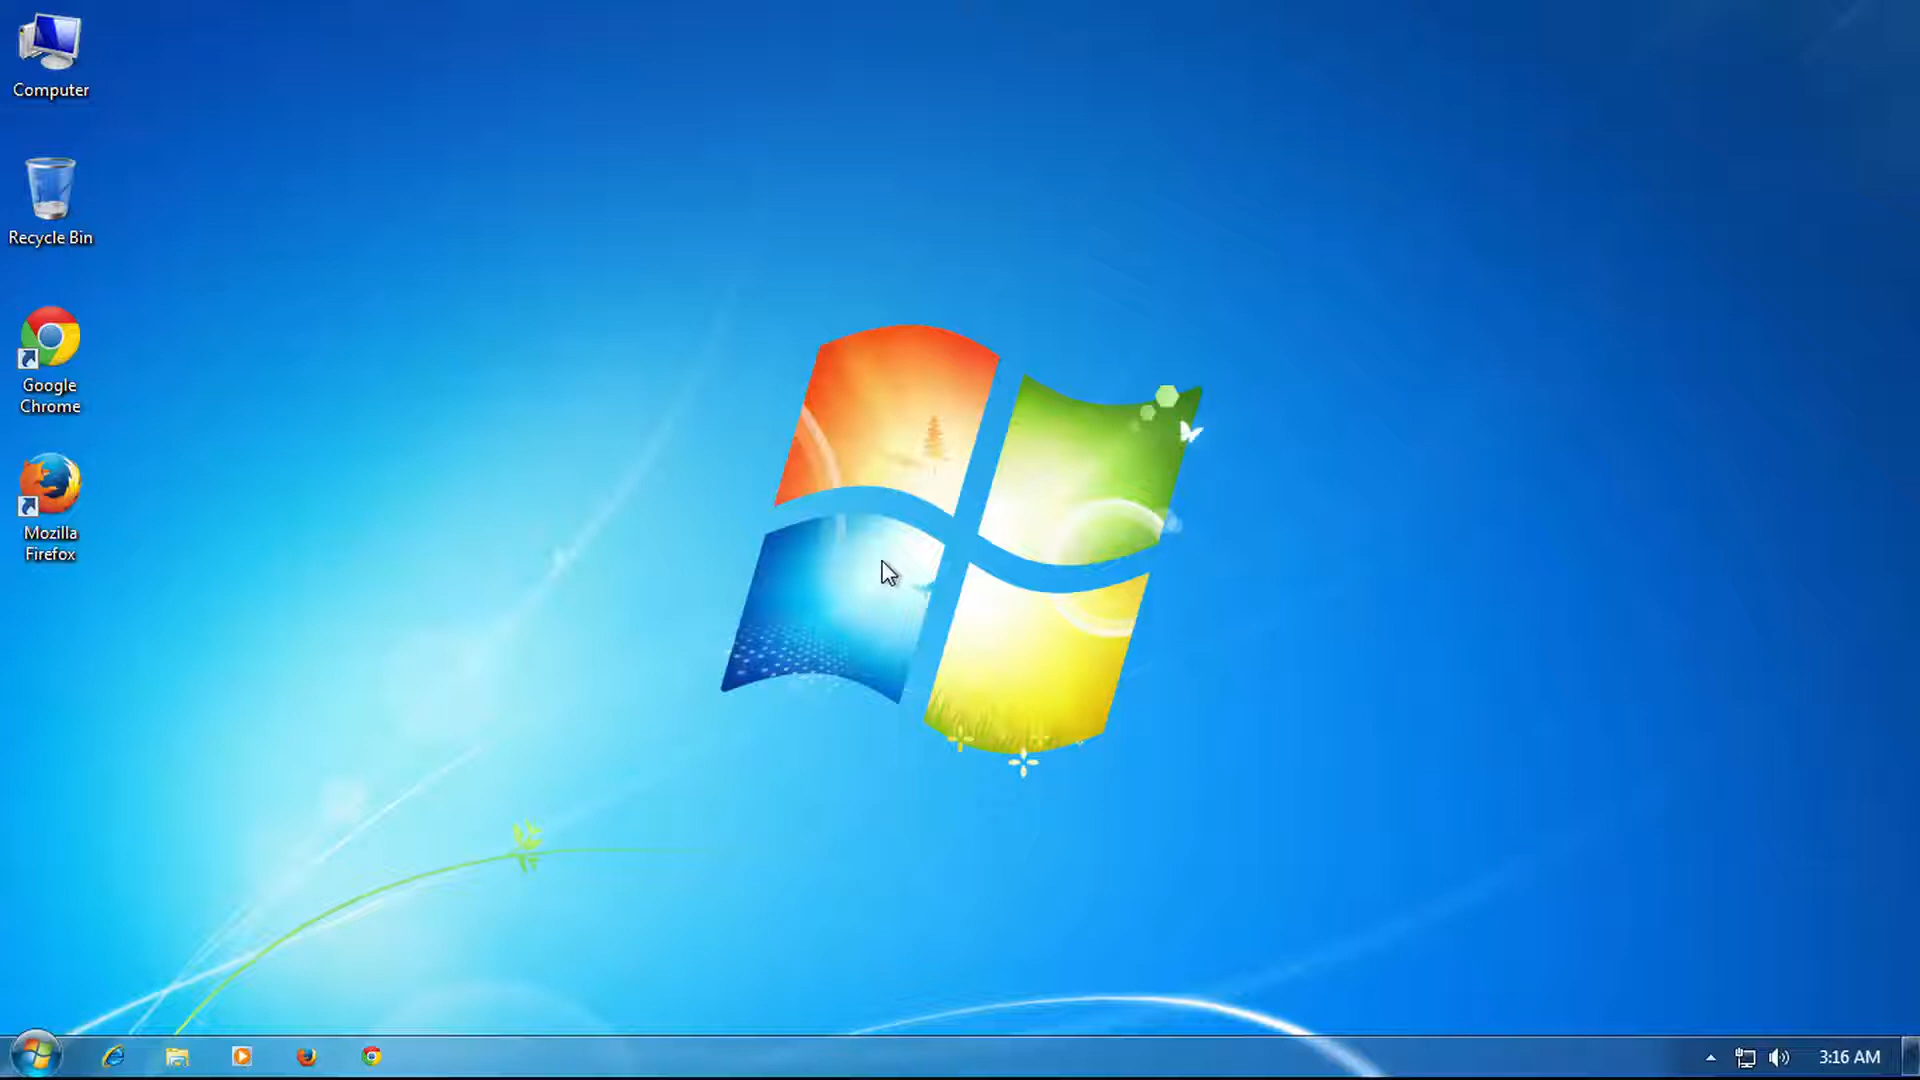 Computer
Recycle Bin
Google
Chrome
Mozilla
Firefox
3:16 AM